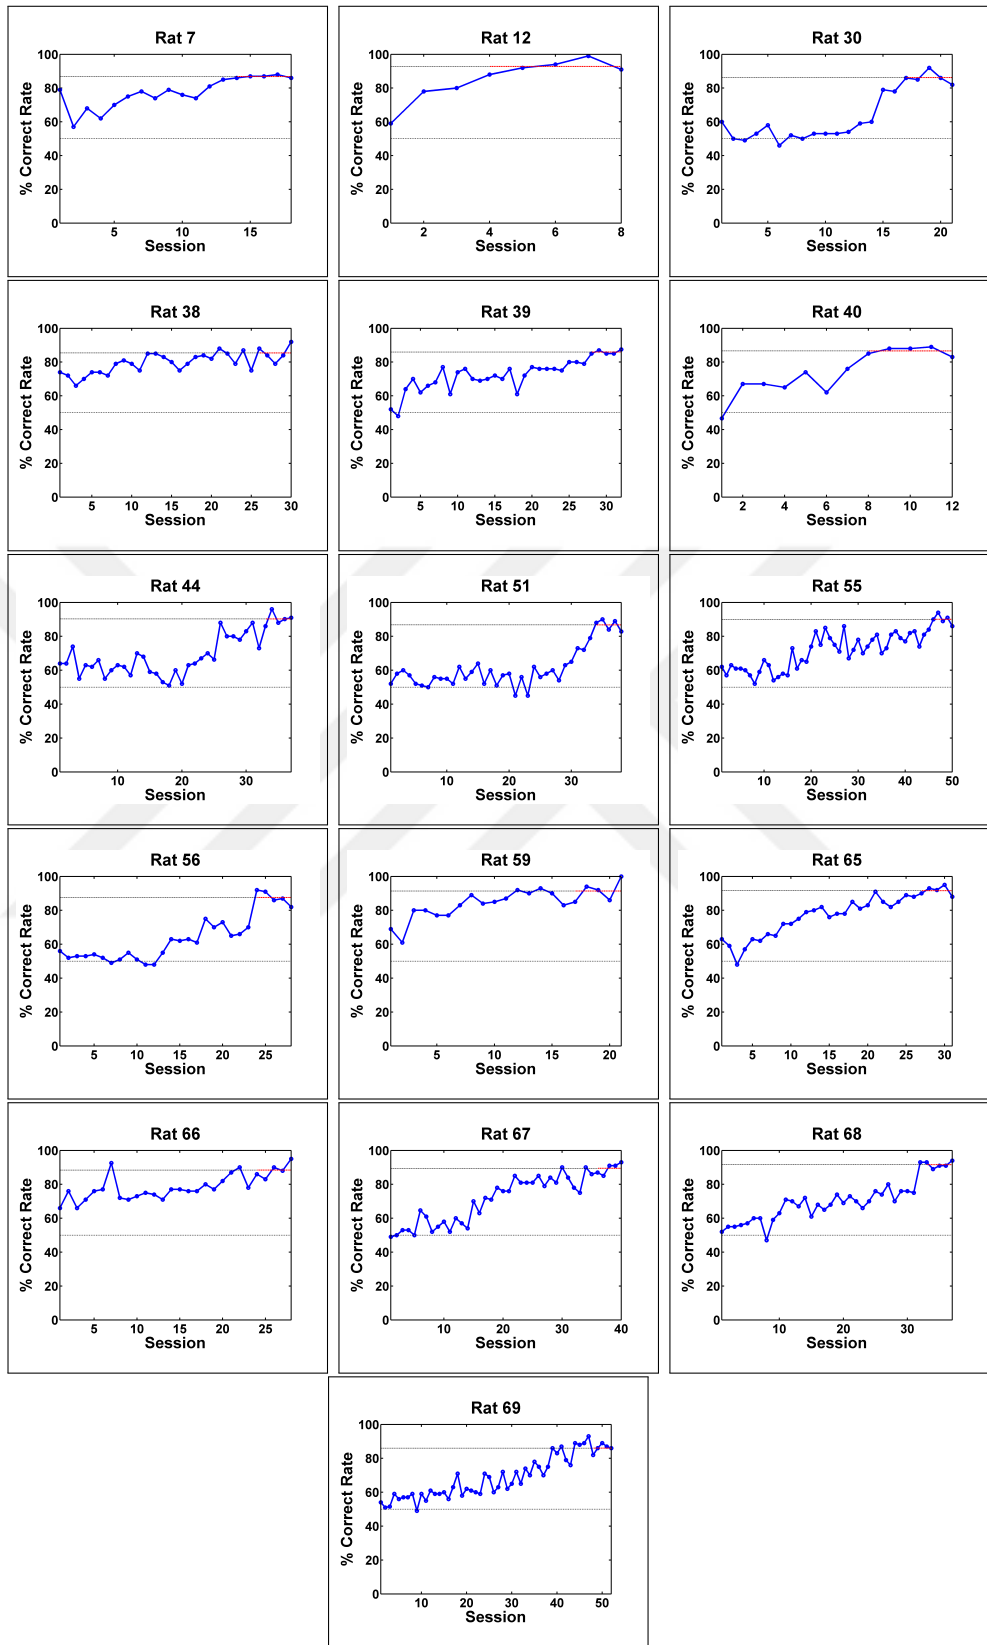 Rat 7
100
80
60
40
20
0
% Correct Rate
5 10 15
Session
Rat 12
100
80
60
40
20
0
% Correct Rate
2 4 6 8
Session
Rat 30
100
80
60
40
20
0
% Correct Rate
5 10 15 20
Session
Rat 38
100
80
60
40
20
0
% Correct Rate
5 10 15 20 25 30
Session
Rat 39
100
80
60
40
20
0
% Correct Rate
5 10 15 20 25 30
Session
Rat 40
100
80
60
40
20
0
% Correct Rate
2 4 6 8 10 12
Session
Rat 44
100
80
60
40
20
0
% Correct Rate
10 20 30
Session
Rat 51
100
80
60
40
20
0
% Correct Rate
10 20 30
Session
Rat 55
100
80
60
40
20
0
% Correct Rate
10 20 30 40 50
Session
Rat 56
100
80
60
40
20
0
% Correct Rate
5 10 15 20 25
Session
Rat 59
100
80
60
40
20
0
% Correct Rate
5 10 15 20
Session
Rat 65
100
80
60
40
20
0
% Correct Rate
5 10 15 20 25 30
Session
Rat 66
100
80
60
40
20
0
% Correct Rate
5 10 15 20 25
Session
Rat 67
100
80
60
40
20
0
% Correct Rate
10 20 30 40
Session
Rat 68
100
80
60
40
20
0
% Correct Rate
10 20 30
Session
Rat 69
100
80
60
40
20
0
% Correct Rate
10 20 30 40 50
Session